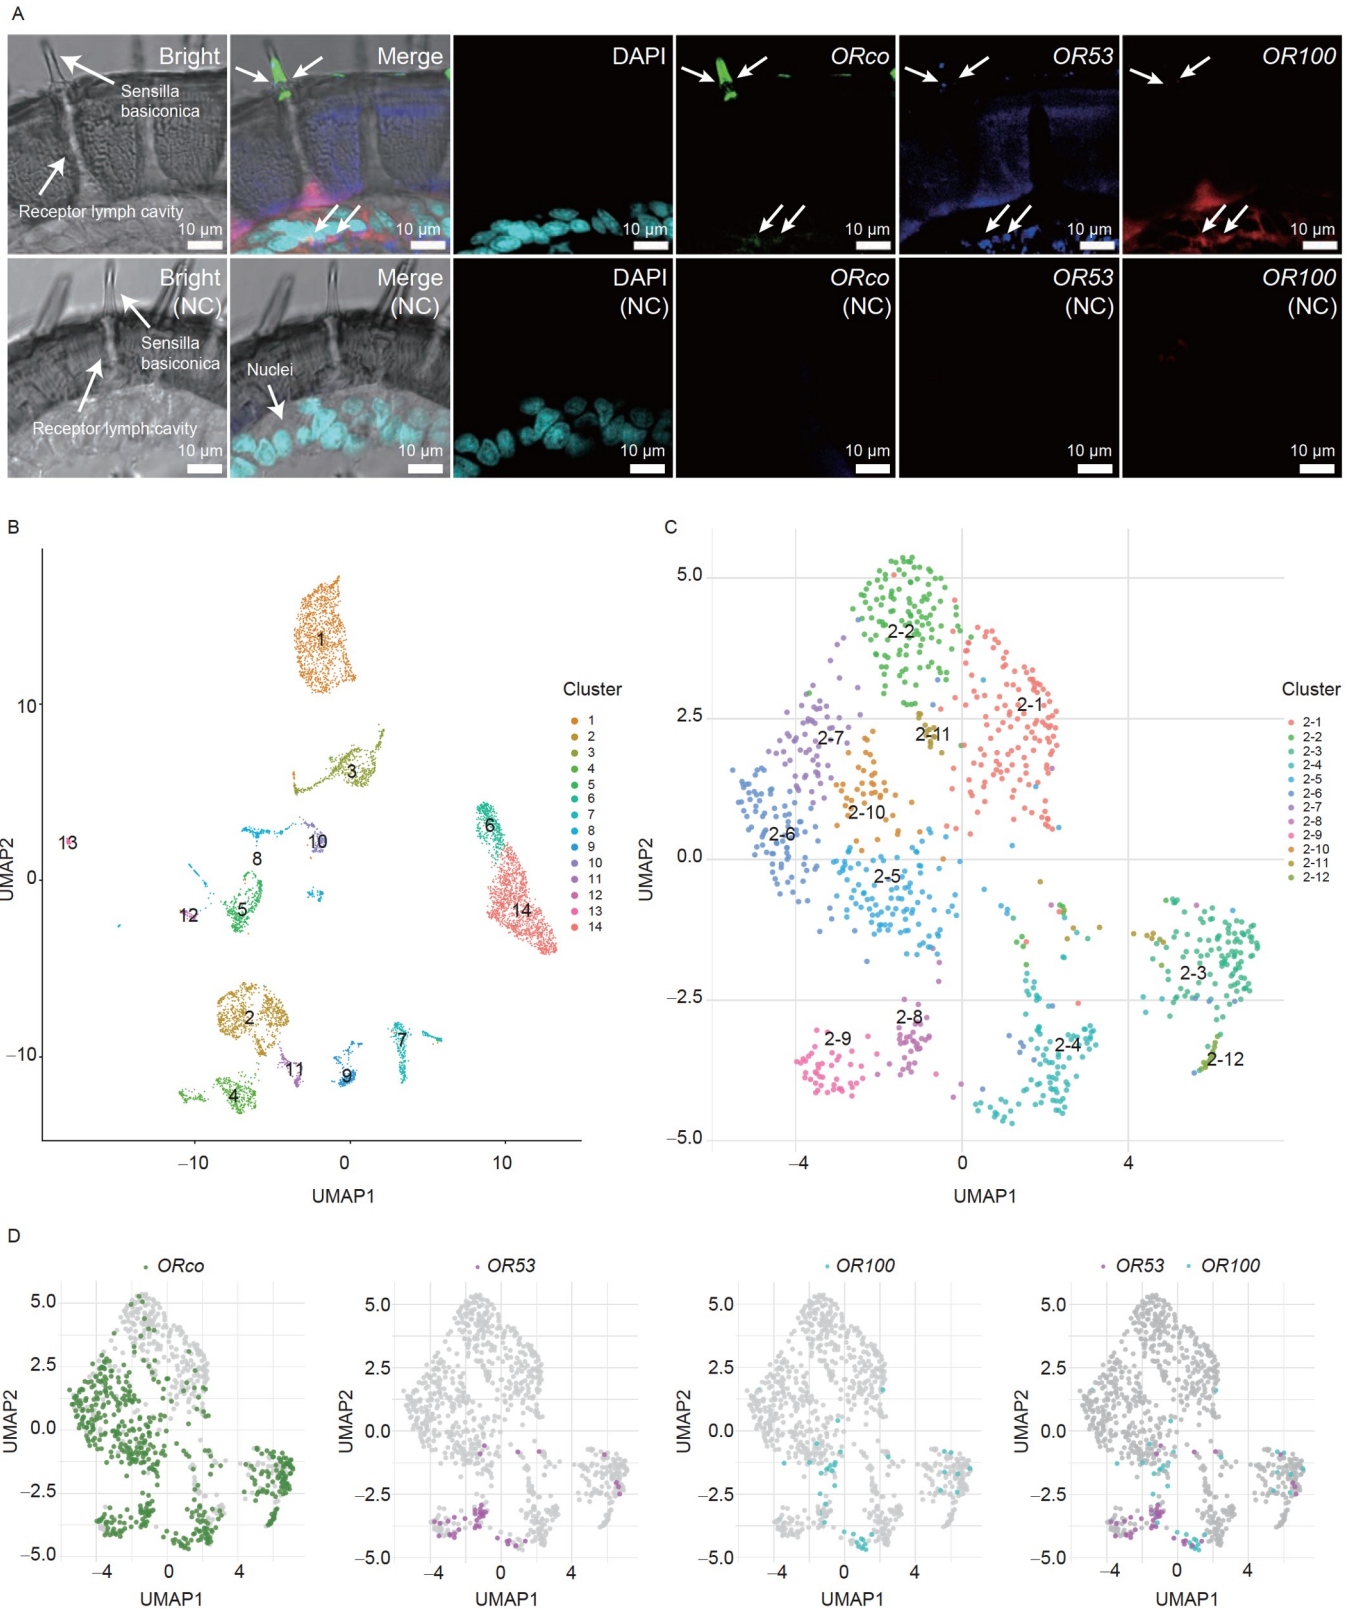 A
Bright
Sensilla
basiconica
Receptor lymph cavity
10 µm
Merge
10 µm
DAPI
10 µm
ORco
10 µm
OR53
10 µm
OR100
10 µm
Bright
(NC)
Sensilla
basiconica
Receptor lymph cavity
10 µm
Merge
(NC)
Nuclei
10 µm
DAPI
(NC)
10 µm
ORco
(NC)
10 µm
OR53
(NC)
10 µm
OR100
(NC)
10 µm
B
UMAP2
10
0
−10
1
3
6
13
10
8
14
5
12
2
7
11
9
4
−10
0
10
UMAP1
Cluster
1
2
3
4
5
6
7
8
9
10
11
12
13
14
C
UMAP2
5.0
2.5
0.0
−2.5
−5.0
2-2
2-1
2-11
2-7
2-10
2-6
2-5
2-3
2-8
2-9
2-4
2-12
−4
0
4
UMAP1
Cluster
2-1
2-2
2-3
2-4
2-5
2-6
2-7
2-8
2-9
2-10
2-11
2-12
D
ORco
UMAP2
5.0
2.5
0.0
−2.5
−5.0
−4
0
4
UMAP1
OR53
UMAP2
5.0
2.5
0.0
−2.5
−5.0
−4
0
4
UMAP1
OR100
UMAP2
5.0
2.5
0.0
−2.5
−5.0
−4
0
4
UMAP1
OR53 OR100
UMAP2
5.0
2.5
0.0
−2.5
−5.0
−4
0
4
UMAP1